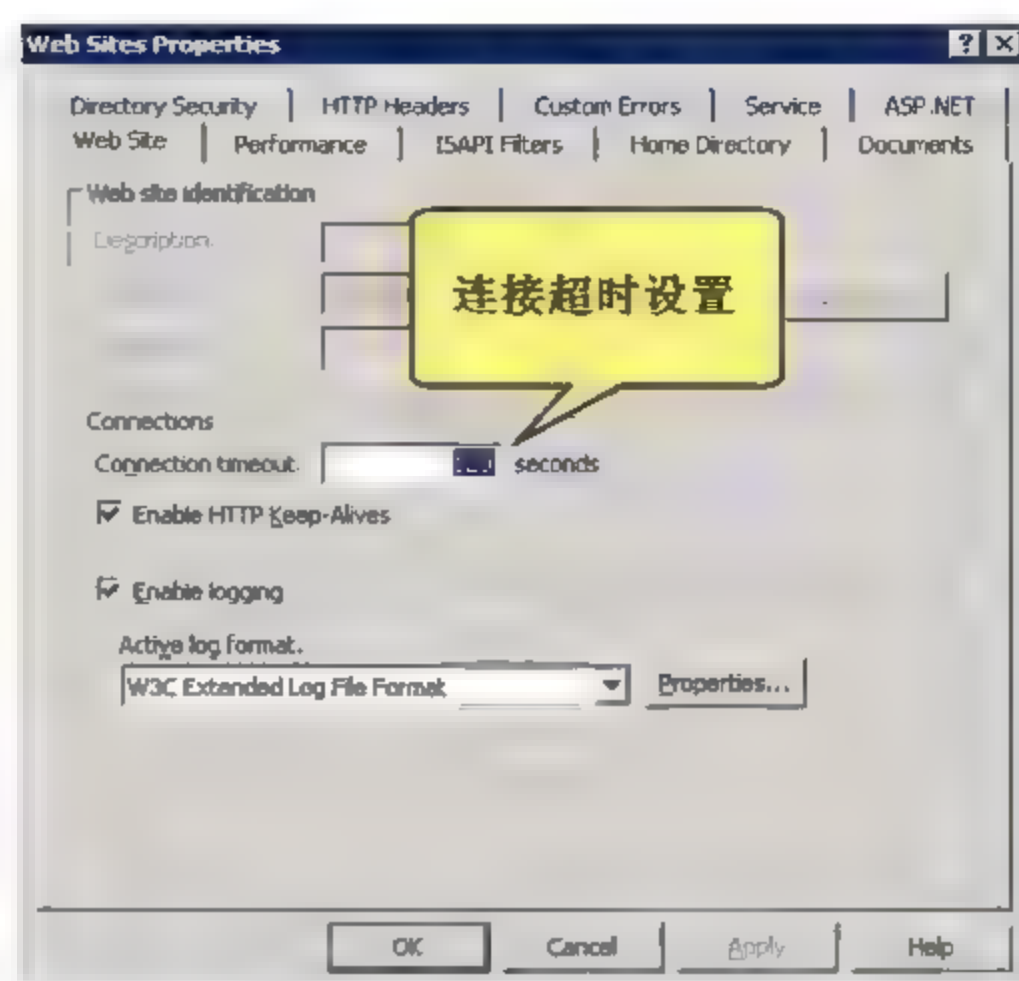 Web Sites Properties
Directory Security HTTP Headers Custom Errors Service ASP.NET
Web Site Performance ISAPI Filters Home Directory Documents
Web site identification
Description:
连接超时设置
Connections
Connection timeout: seconds
Enable HTTP Keep-Alives
Enable logging
Active log format:
W3C Extended Log File Format Properties...
OK Cancel Apply Help